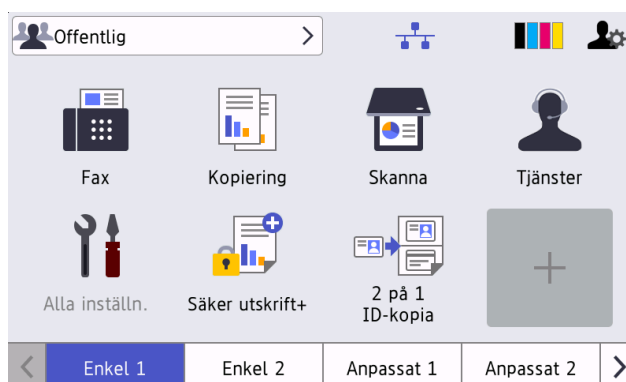 Offentlig
Fax
Kopiering
Skanna
Tjänster
Alla inställn.
Säker utskrift+
2 på 1
ID-kopia
Enkel 1
Enkel 2
Anpassat 1
Anpassat 2